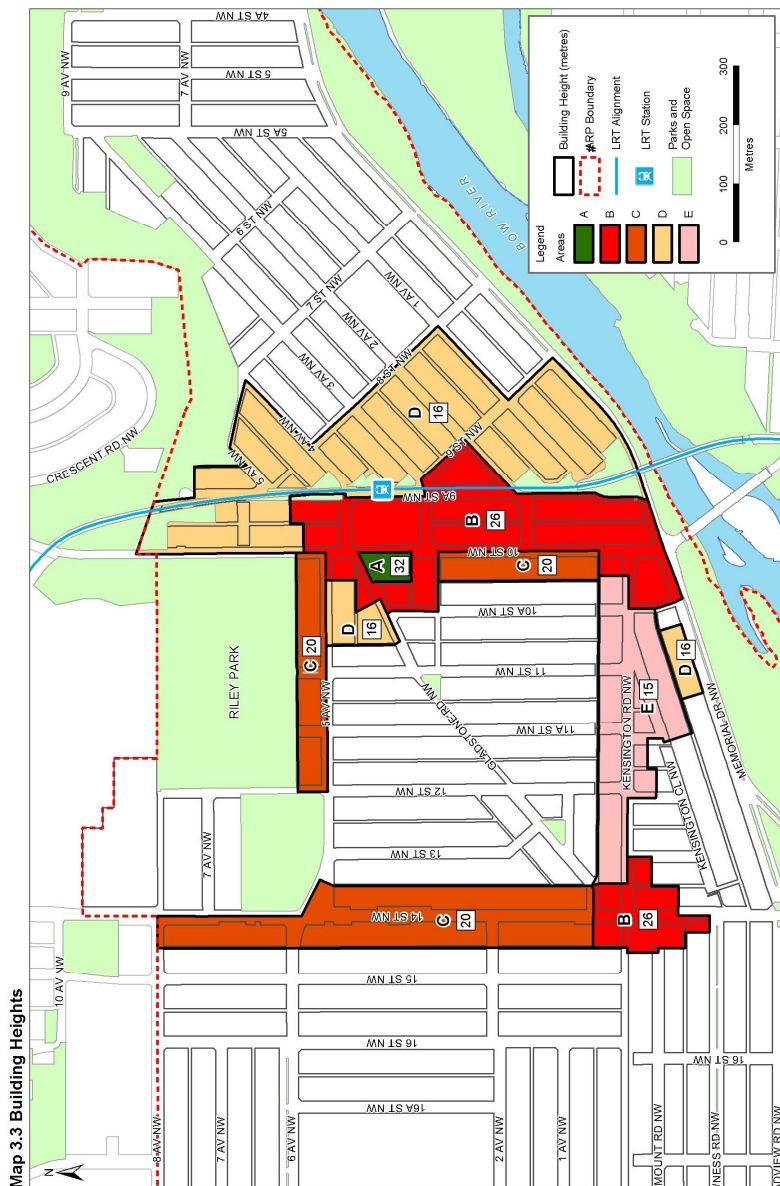 Map 3.3 Building Heights
N
10 AV NW
8 AV NW
7 AV NW
6 AV NW
2 AV NW
1 AV NW
MOUNT RD NW
16A ST NW
16 ST NW
15 ST NW
16 ST NW
14 ST NW
C
20
B
26
7 AV NW
13 ST NW
12 ST NW
11A ST NW
11 ST NW
10A ST NW
GLADSTONE RD NW
5 AV NW
RILEY PARK
C
20
D
16
A
32
C
20
10 ST NW
B
26
9A ST NW
9 ST NW
KENSINGTON RD NW
E
15
KENSINGTON CL NW
MEMORIAL DR NW
D
16
D
16
8 ST NW
5 AV NW
4 AV NW
3 AV NW
2 AV NW
1 AV NW
7 ST NW
6 ST NW
5A ST NW
5 ST NW
4A ST NW
9 AV NW
7 AV NW
CRESCENT RD NW
BOW RIVER
Legend
Areas
A
B
C
D
E
Building Height (metres)
#
ARP Boundary
LRT Alignment
LRT Station
Parks and
Open Space
0 100 200 300
Metres